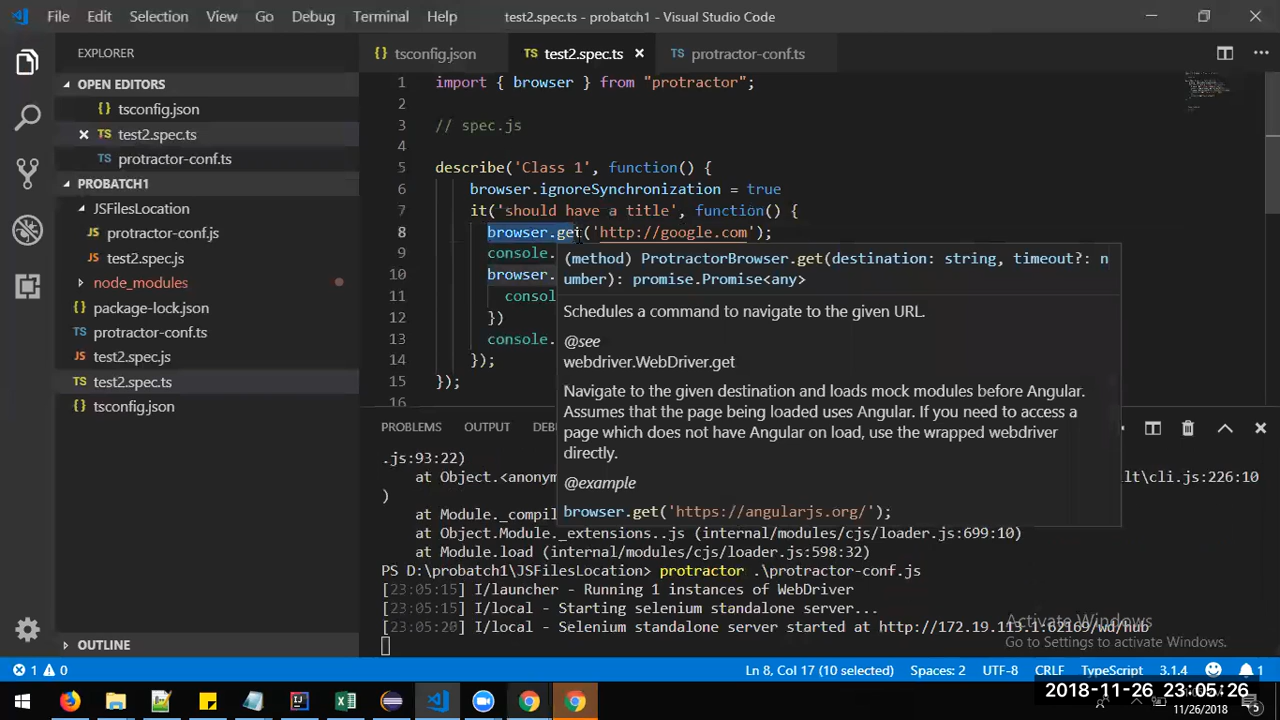 File Edit Selection View Go Debug Terminal Help test2.spec.ts - probatch1 - Visual Studio Code
EXPLORER
OPEN EDITORS
tsconfig.json
TS test2.spec.ts
TS protractor-conf.ts
PROBATCH1
JSFilesLocation
protractor-conf.js
test2.spec.js
node_modules
package-lock.json
protractor-conf.ts
test2.spec.js
test2.spec.ts
tsconfig.json
OUTLINE
{} tsconfig.json TS test2.spec.ts TS protractor-conf.ts
1 import { browser } from "protractor";
2
3 // spec.js
4
5 describe('Class 1', function() {
6 browser.ignoreSynchronization = true
7 it('should have a title', function() {
8 browser.get('http://google.com');
9 console.
10 browser.
11 consol
12 })
13 console.
14 });
15 });
16
(method) ProtractorBrowser.get(destination: string, timeout?: n
umber): promise.Promise<any>
Schedules a command to navigate to the given URL.
@see
webdriver.WebDriver.get
Navigate to the given destination and loads mock modules before Angular.
Assumes that the page being loaded uses Angular. If you need to access a
page which does not have Angular on load, use the wrapped webdriver
directly.
@example
browser.get('https://angularjs.org/');
PROBLEMS OUTPUT DEB
.js:93:22)
at Object.<anonym lt\cli.js:226:10
)
at Module._compil
at Object.Module._extensions..js (internal/modules/cjs/loader.js:699:10)
at Module.load (internal/modules/cjs/loader.js:598:32)
PS D:\probatch1\JSFilesLocation> protractor .\protractor-conf.js
[23:05:15] I/launcher - Running 1 instances of WebDriver
[23:05:15] I/local - Starting selenium standalone server...
[23:05:20] I/local - Selenium standalone server started at http://172.19.113.1:62169/wd/hub
Activate Windows
Go to Settings to activate Windows.
1 0 Ln 8, Col 17 (10 selected) Spaces: 2 UTF-8 CRLF TypeScript 3.1.4 1
2018-11-26 23:05:26
11/26/2018 5